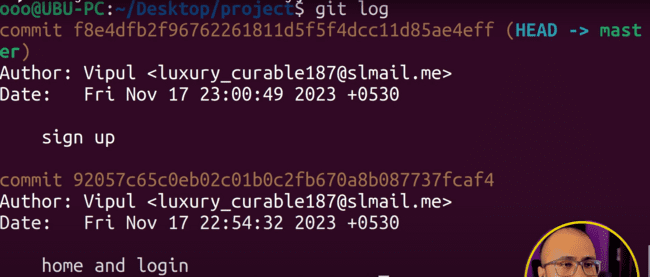 ooo@UBU-PC:~/Desktop/project$ git log
commit f8e4dfb2f96762261811d5f5f4dcc11d85ae4eff (HEAD -> mast
er)
Author: Vipul <luxury_curable187@slmail.me>
Date:   Fri Nov 17 23:00:49 2023 +0530
sign up
commit 92057c65c0eb02c01b0c2fb670a8b087737fcaf4
Author: Vipul <luxury_curable187@slmail.me>
Date:   Fri Nov 17 22:54:32 2023 +0530
home and login